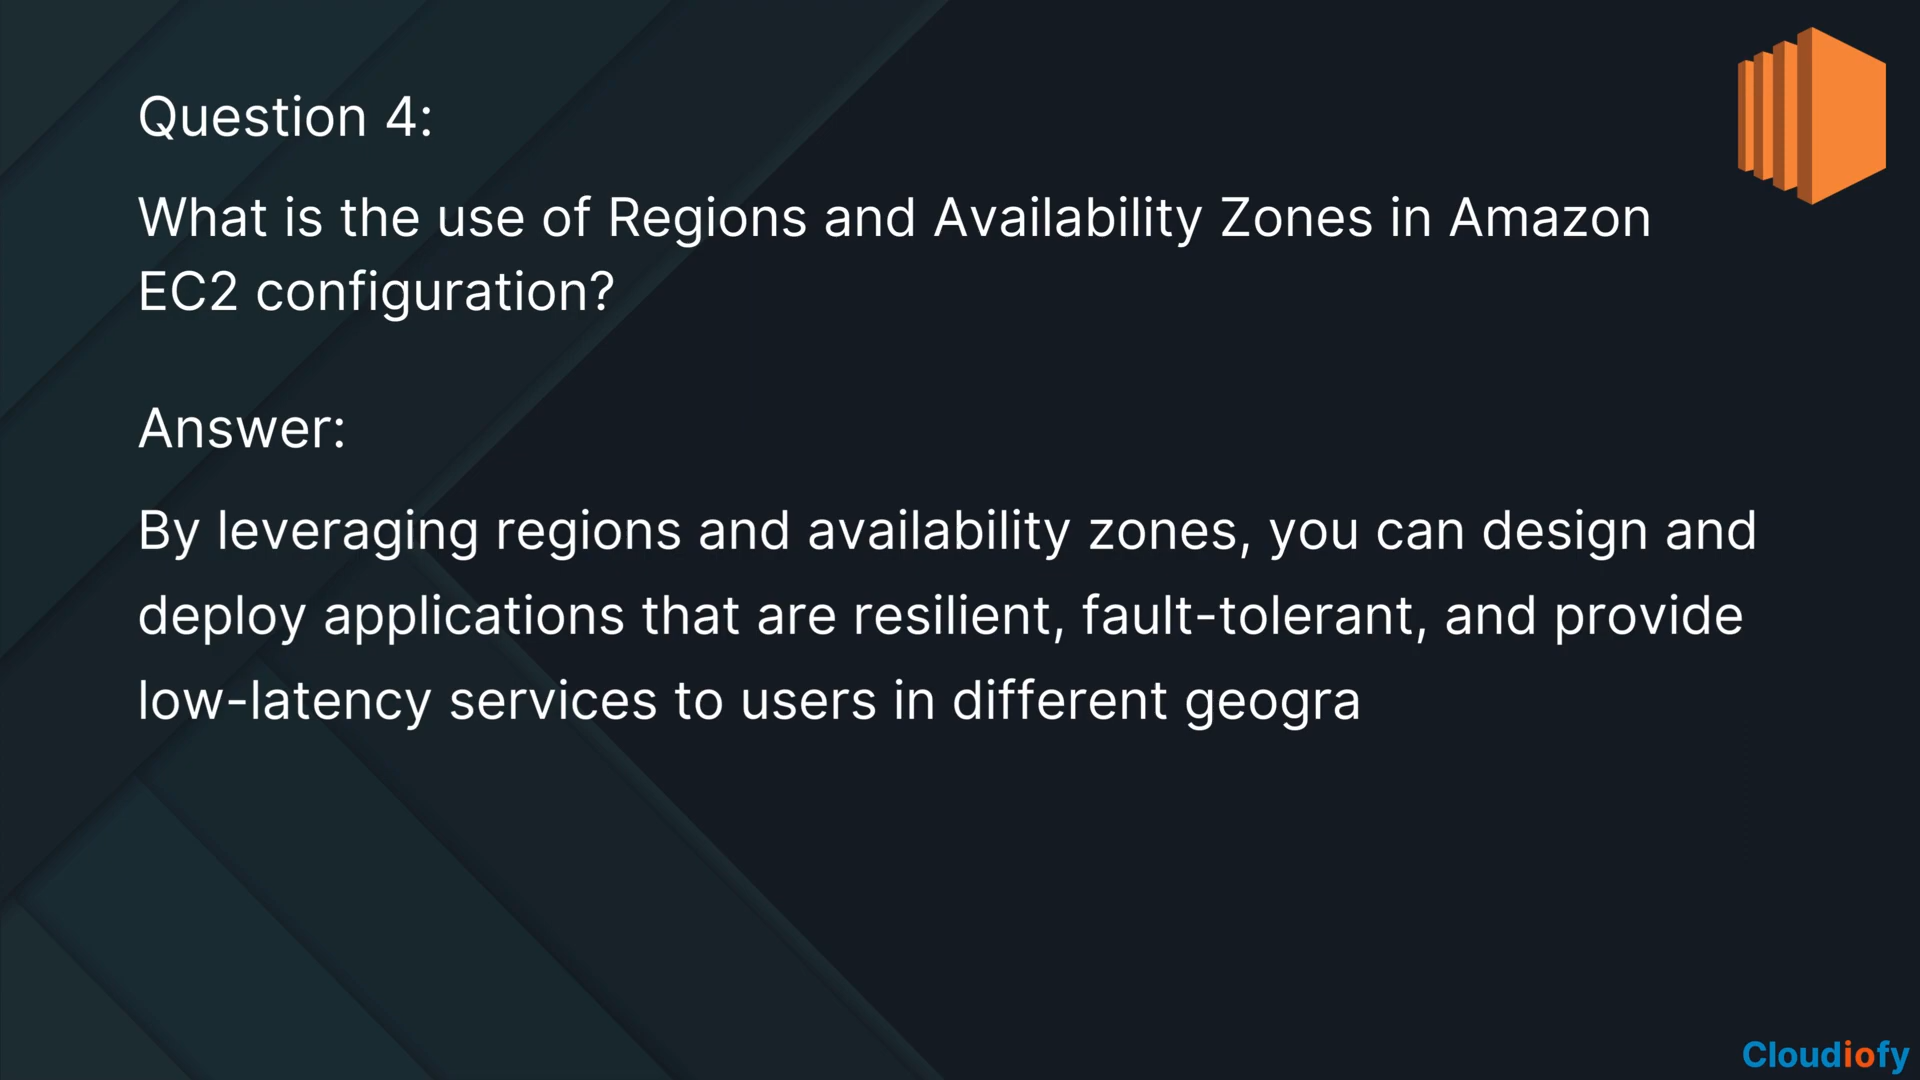 Question 4:
What is the use of Regions and Availability Zones in Amazon
EC2 configuration?
Answer:
By leveraging regions and availability zones, you can design and
deploy applications that are resilient, fault-tolerant, and provide
low-latency services to users in different geogra
Cloudiofy